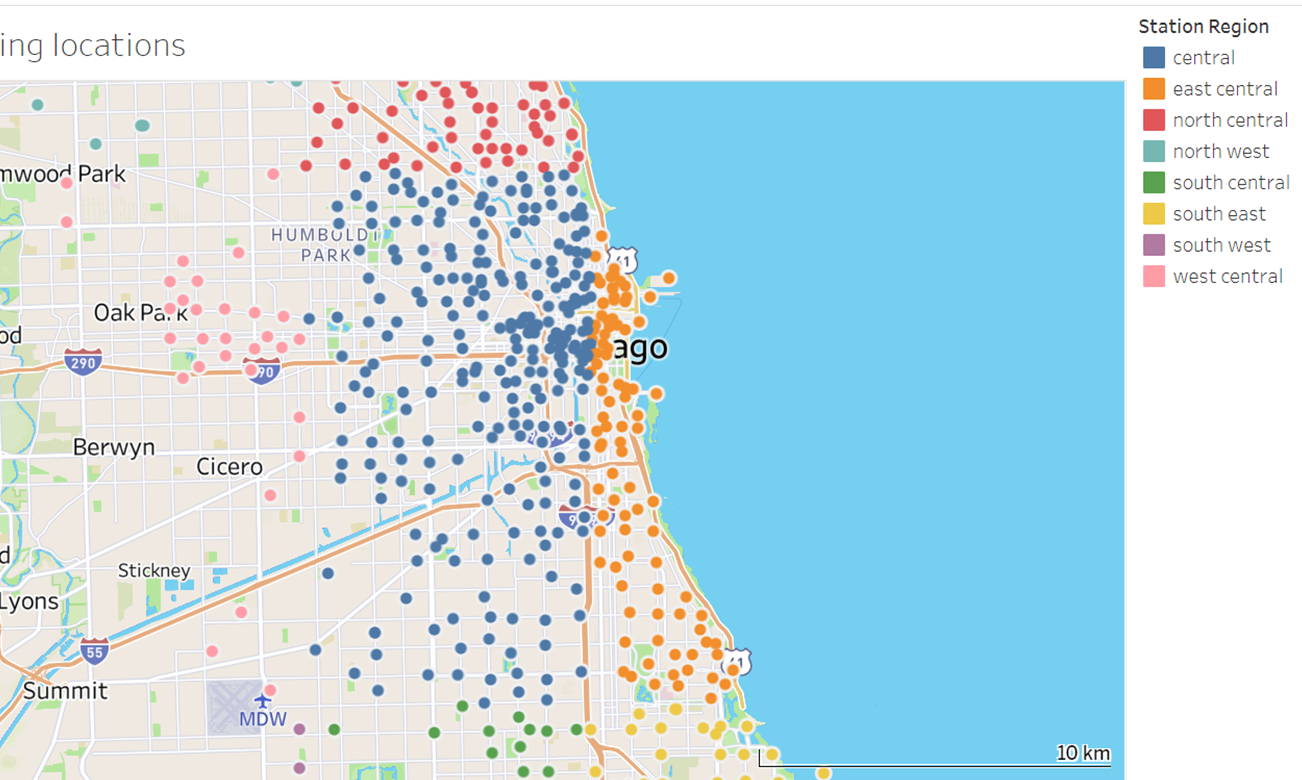 ing locations
Station Region
central
east central
north central
north west
south central
south east
south west
west central
mwood Park
HUMBOLDT
PARK
41
Oak Park
od
ago
290
90
Berwyn
Cicero
9
d
Stickney
Lyons
55
41
Summit
MDW
10 km